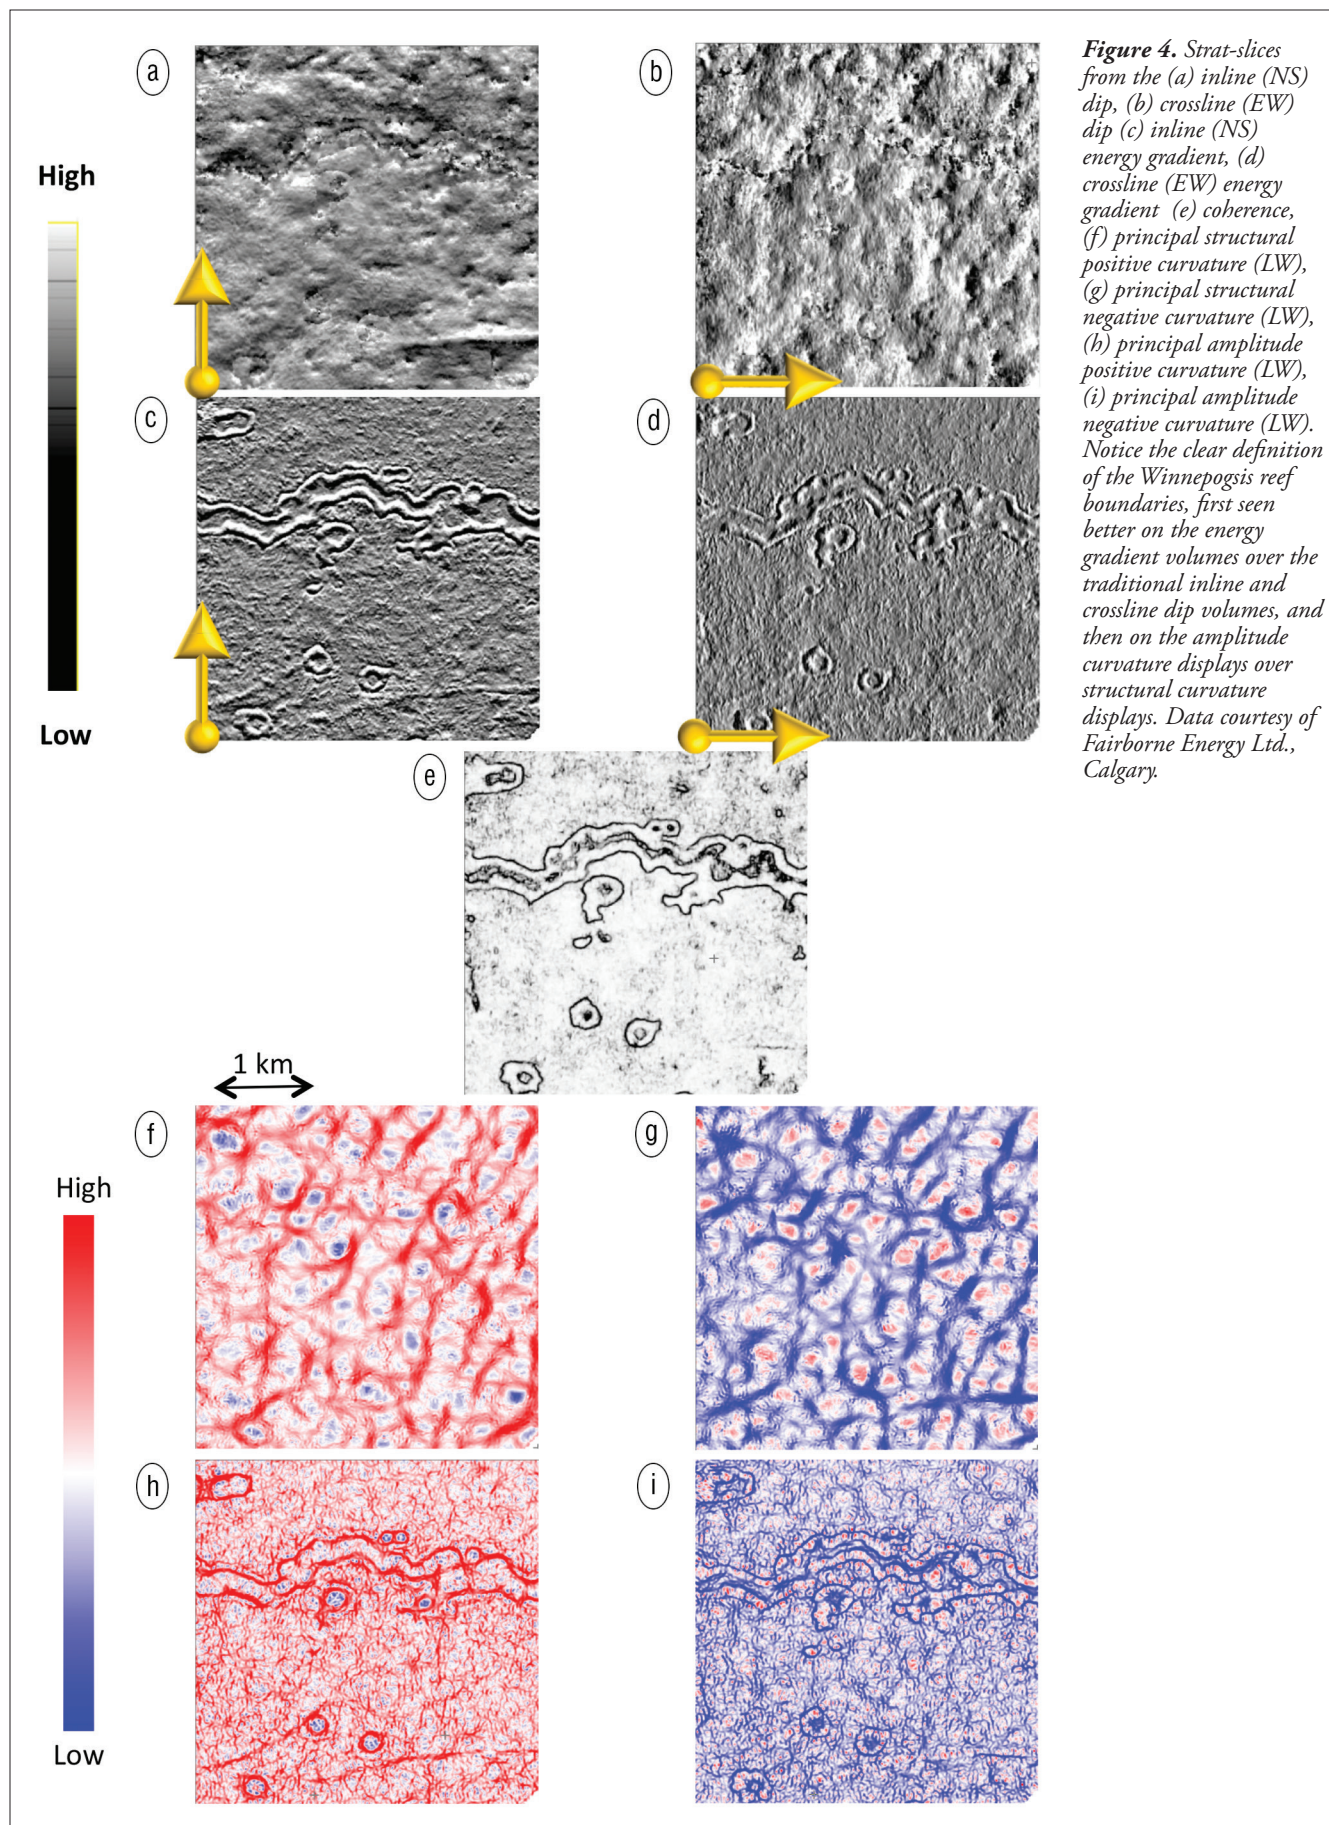 a
b
High
Low
c
d
e
1 km
f
g
High
Low
h
i
Figure 4. Strat-slices
from the (a) inline (NS)
dip, (b) crossline (EW)
dip (c) inline (NS)
energy gradient, (d)
crossline (EW) energy
gradient (e) coherence,
(f) principal structural
positive curvature (LW),
(g) principal structural
negative curvature (LW),
(h) principal amplitude
positive curvature (LW),
(i) principal amplitude
negative curvature (LW).
Notice the clear definition
of the Winnepogsis reef
boundaries, first seen
better on the energy
gradient volumes over the
traditional inline and
crossline dip volumes, and
then on the amplitude
curvature displays over
structural curvature
displays. Data courtesy of
Fairborne Energy Ltd.,
Calgary.